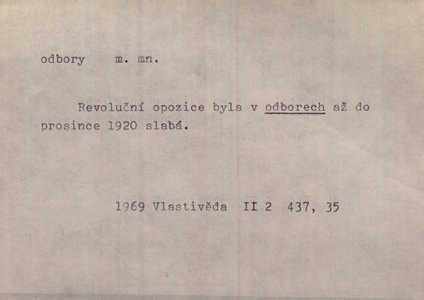 odbory m. mn.
Revoluční opozice byla v odborech až do
prosince 1920 slabá.
1969 Vlastivěda II 2 437, 35